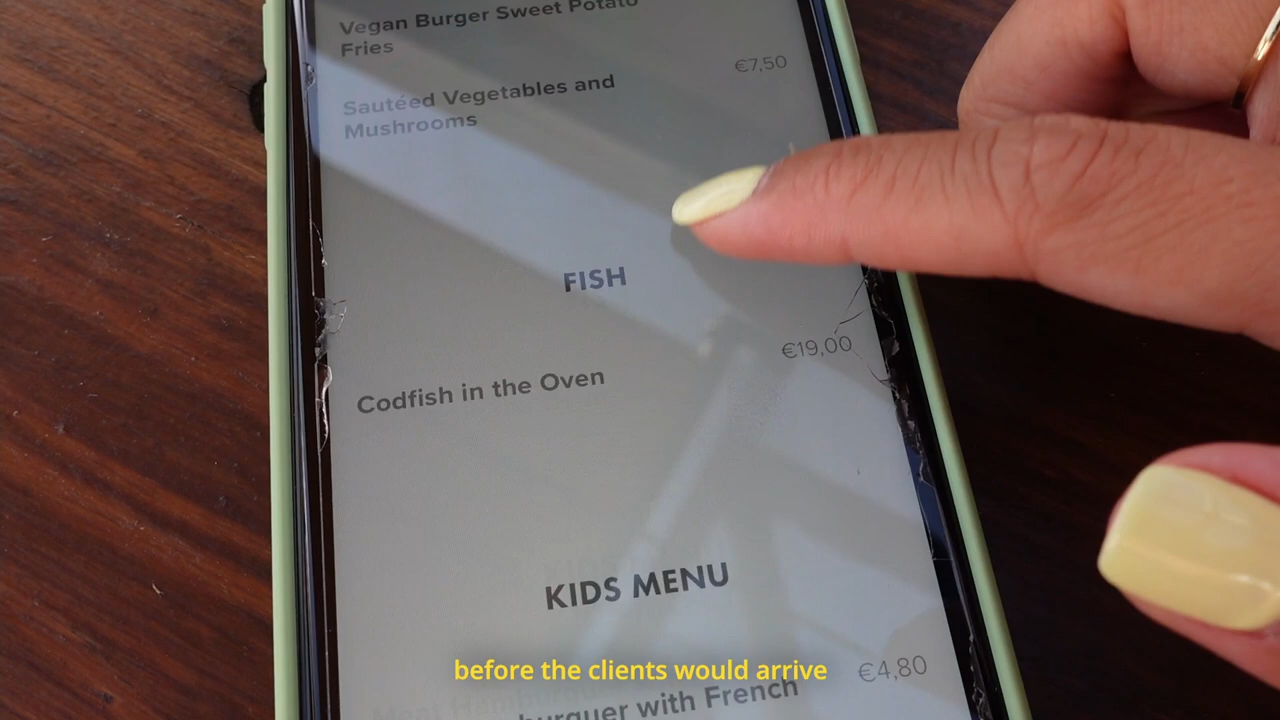 Vegan Burger Sweet Potato
Fries
€7,50
Sautéed Vegetables and
Mushrooms
FISH
€19,00
Codfish in the Oven
KIDS MENU
€4,80
burguer with French
before the clients would arrive